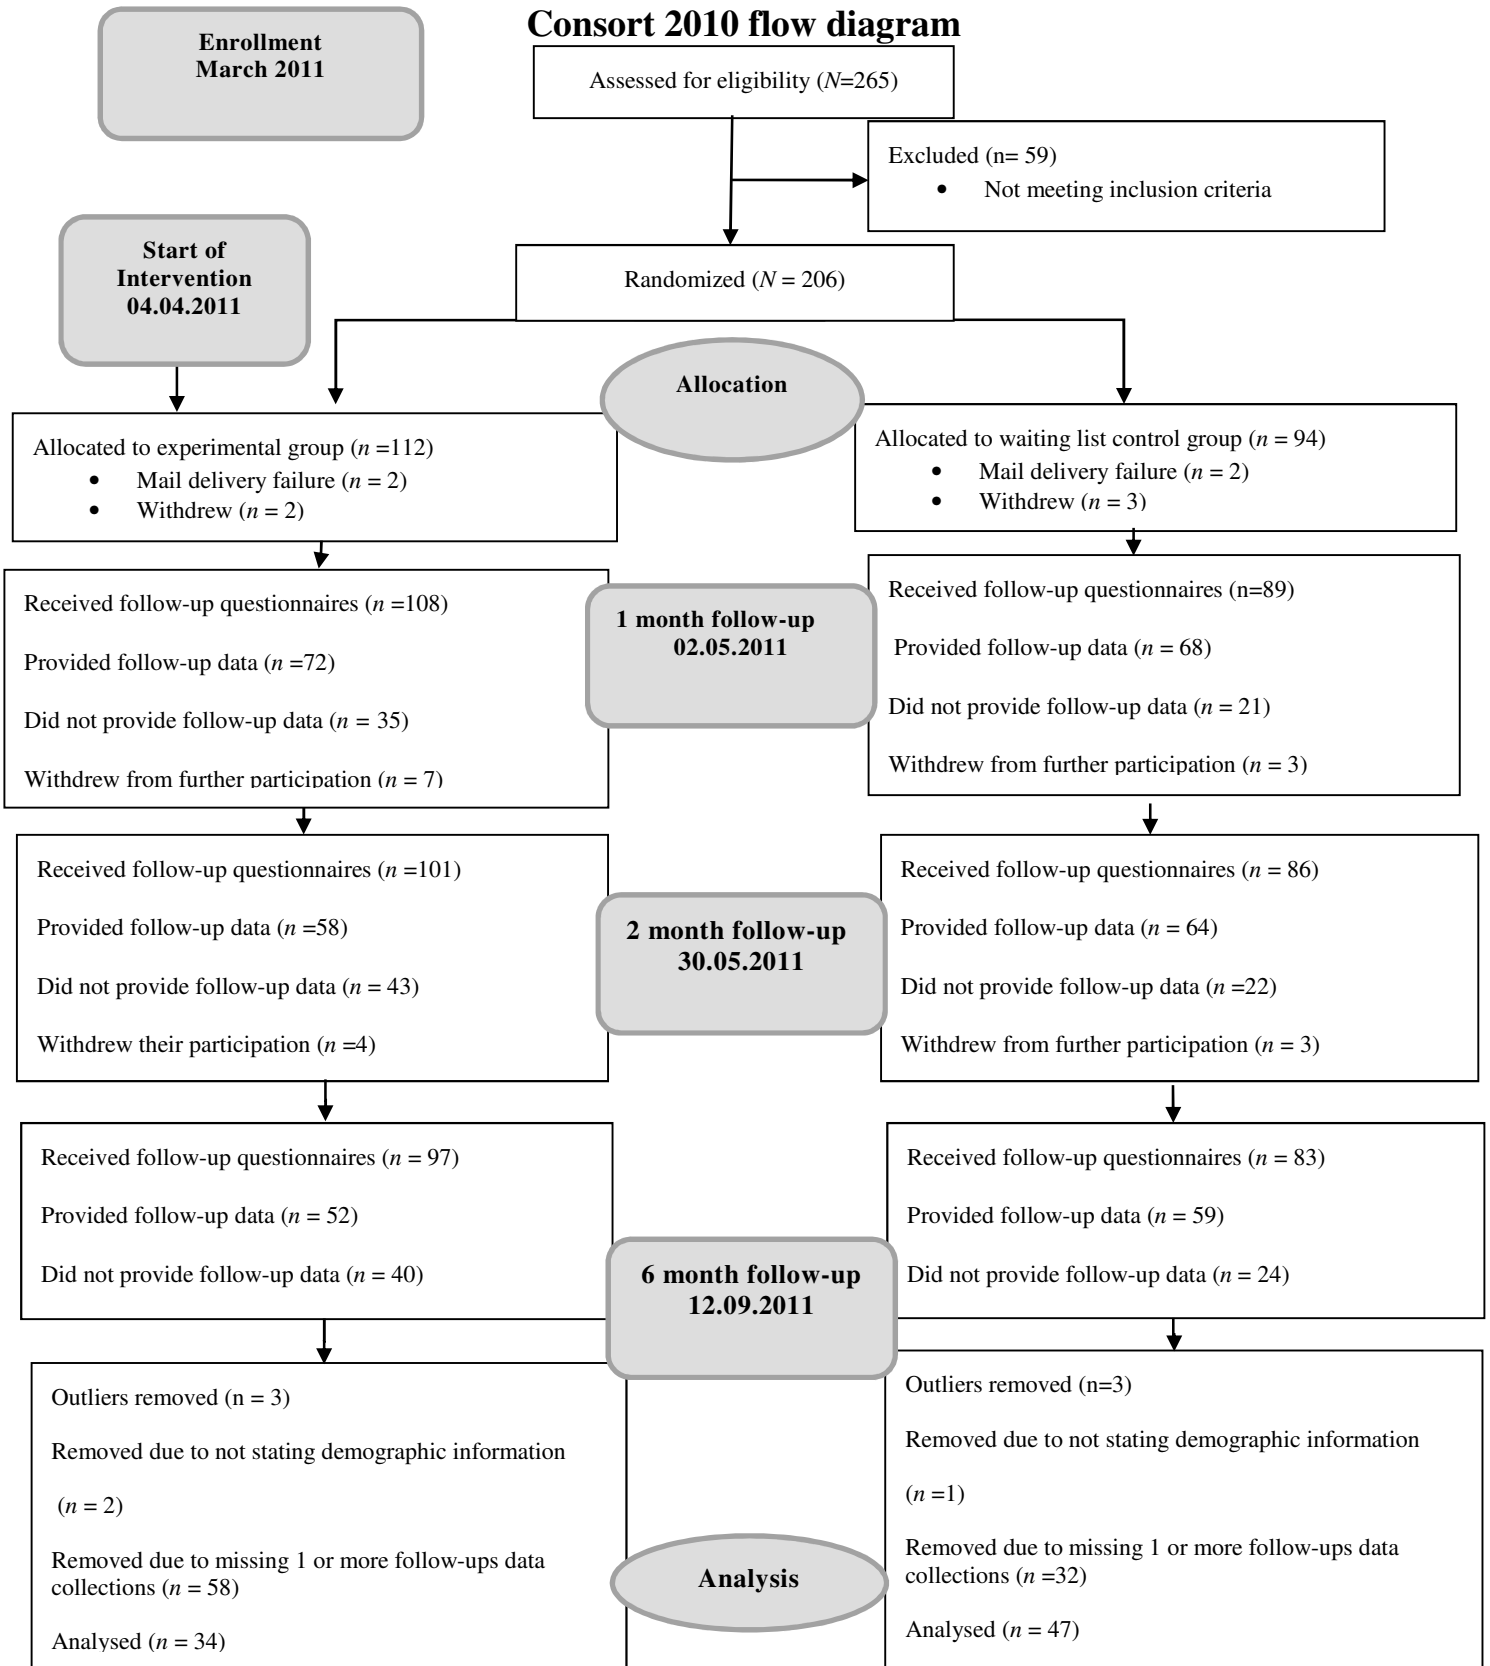 Consort 2010 flow diagram
Enrollment
March 2011
Assessed for eligibility (N=265)
Excluded (n= 59)
• Not meeting inclusion criteria
Start of
Intervention
04.04.2011
Randomized (N = 206)
Allocation
Allocated to experimental group (n =112)
• Mail delivery failure (n = 2)
• Withdrew (n = 2)
Allocated to waiting list control group (n = 94)
• Mail delivery failure (n = 2)
• Withdrew (n = 3)
Received follow-up questionnaires (n =108)
Provided follow-up data (n =72)
Did not provide follow-up data (n = 35)
Withdrew from further participation (n = 7)
1 month follow-up
02.05.2011
Received follow-up questionnaires (n=89)
Provided follow-up data (n = 68)
Did not provide follow-up data (n = 21)
Withdrew from further participation (n = 3)
Received follow-up questionnaires (n =101)
Provided follow-up data (n =58)
Did not provide follow-up data (n = 43)
Withdrew their participation (n =4)
2 month follow-up
30.05.2011
Received follow-up questionnaires (n = 86)
Provided follow-up data (n = 64)
Did not provide follow-up data (n =22)
Withdrew from further participation (n = 3)
Received follow-up questionnaires (n = 97)
Provided follow-up data (n = 52)
Did not provide follow-up data (n = 40)
6 month follow-up
12.09.2011
Received follow-up questionnaires (n = 83)
Provided follow-up data (n = 59)
Did not provide follow-up data (n = 24)
Outliers removed (n = 3)
Removed due to not stating demographic information
(n = 2)
Removed due to missing 1 or more follow-ups data
collections (n = 58)
Analysed (n = 34)
Analysis
Outliers removed (n=3)
Removed due to not stating demographic information
(n =1)
Removed due to missing 1 or more follow-ups data
collections (n =32)
Analysed (n = 47)